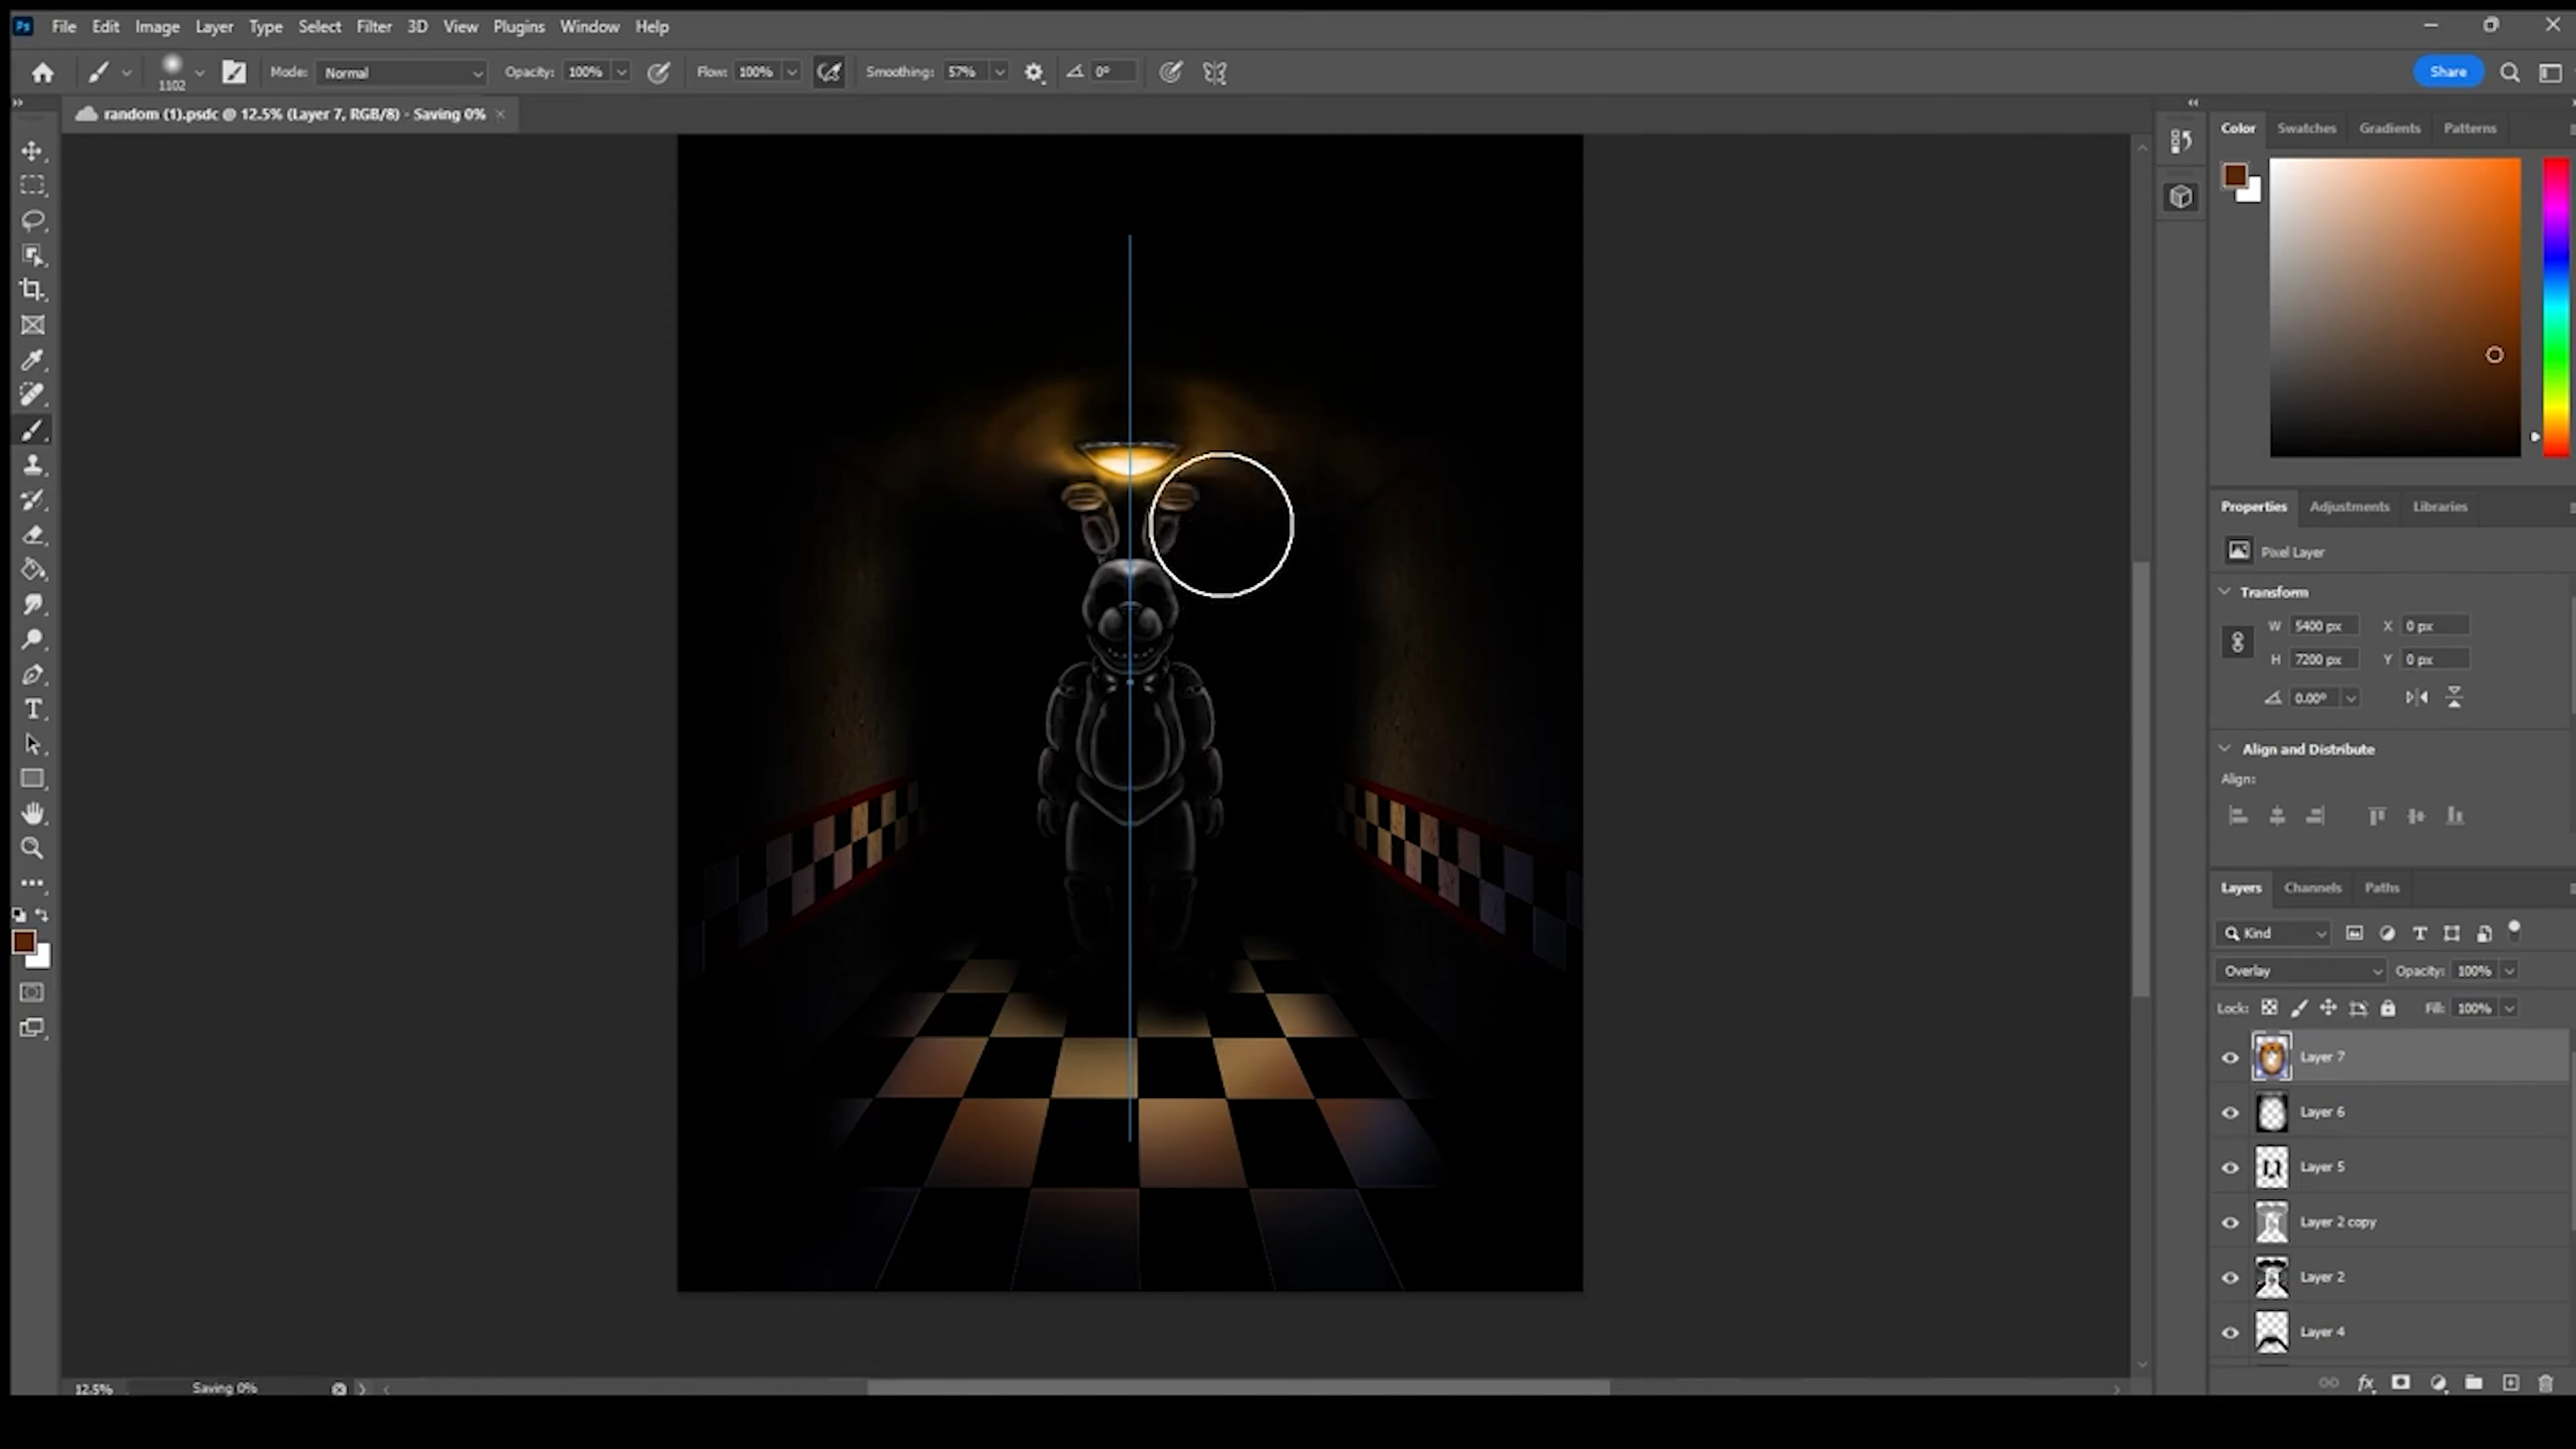 Ps File Edit Image Layer Type Select Filter 3D View Plugins Window Help
1102 Mode: Normal Opacity: 100% Flow: 100% Smoothing: 57% 0° Share
random (1).psdc @ 12.5% (Layer 7, RGB/8) - Saving 0%
Color Swatches Gradients Patterns
Properties Adjustments Libraries
Pixel Layer
Transform
W 5400 px X 0 px
H 7200 px Y 0 px
0.00°
Align and Distribute
Align:
Layers Channels Paths
Kind
Overlay Opacity: 100%
Lock: Fill: 100%
Layer 7
Layer 6
Layer 5
Layer 2 copy
Layer 2
Layer 4
fx
12.5% Saving 0%